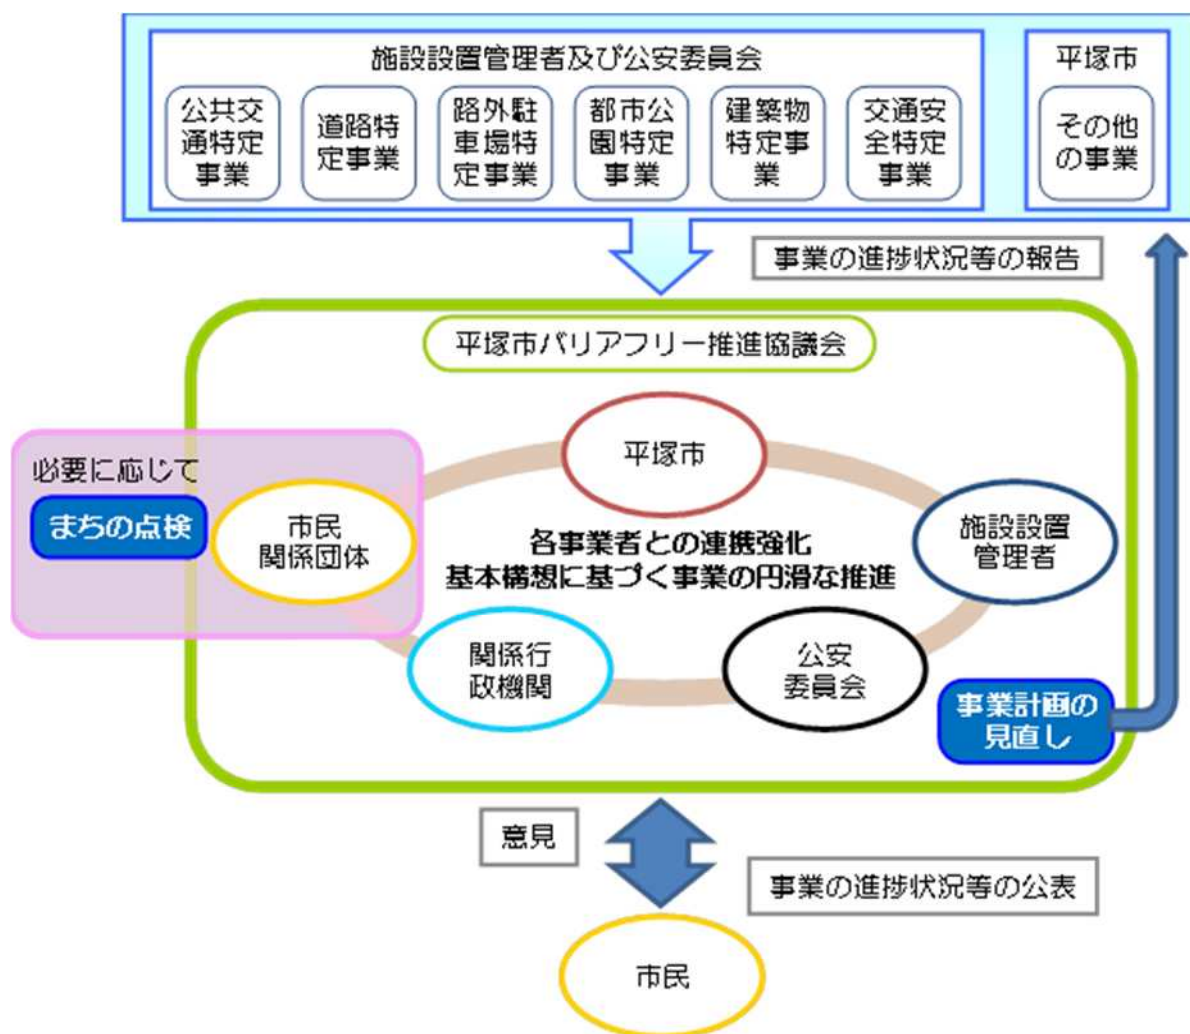 施設設置管理者及び公安委員会
公共交
通特定
事業
道路特
定事業
路外駐
車場特
定事業
都市公
園特定
事業
建築物
特定事
業
交通安
全特定
事業
平塚市
その他
の事業
事業の進捗状況等の報告
平塚市バリアフリー推進協議会
平塚市
必要に応じて
まちの点検
市民
関係団体
各事業者との連携強化
基本構想に基づく事業の円滑な推進
施設設置
管理者
関係行
政機関
公安
委員会
事業計画の
見直し
意見
事業の進捗状況等の公表
市民